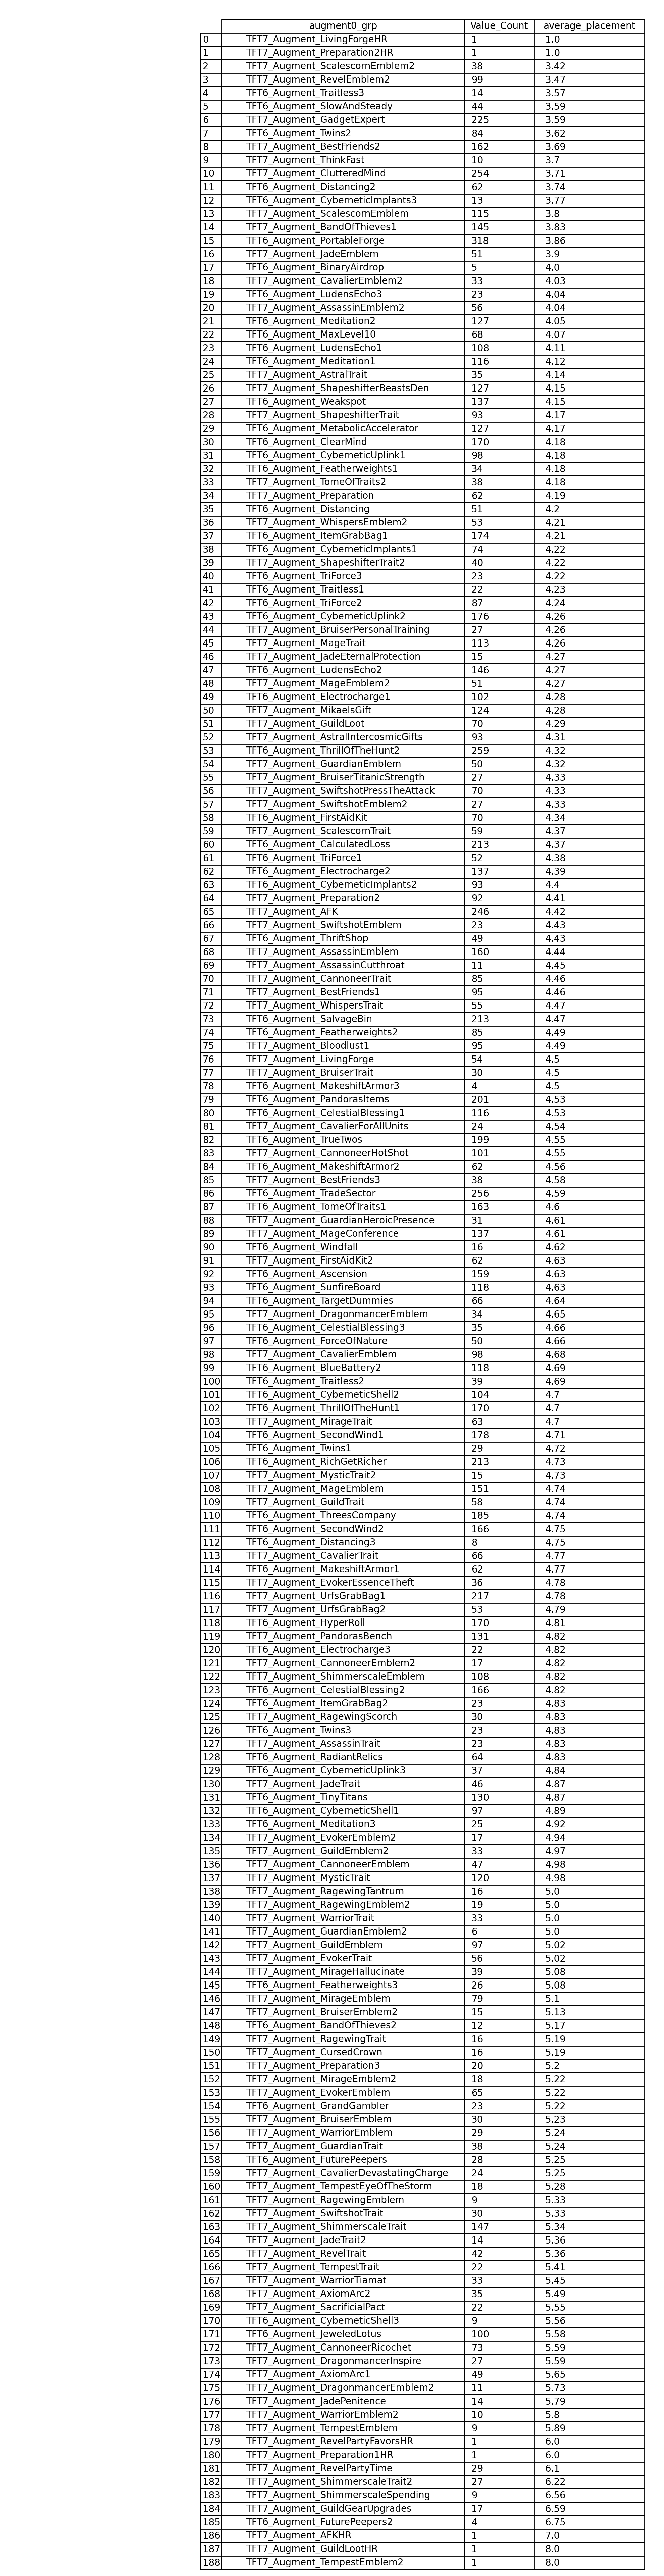 augment0_grp Value_Count average_placement
0 TFT7_Augment_LivingForgeHR 1 1.0
1 TFT7_Augment_Preparation2HR 1 1.0
2 TFT7_Augment_ScalescornEmblem2 38 3.42
3 TFT7_Augment_RevelEmblem2 99 3.47
4 TFT6_Augment_Traitless3 14 3.57
5 TFT6_Augment_SlowAndSteady 44 3.59
6 TFT7_Augment_GadgetExpert 225 3.59
7 TFT6_Augment_Twins2 84 3.62
8 TFT7_Augment_BestFriends2 162 3.69
9 TFT7_Augment_ThinkFast 10 3.7
10 TFT7_Augment_ClutteredMind 254 3.71
11 TFT6_Augment_Distancing2 62 3.74
12 TFT6_Augment_CyberneticImplants3 13 3.77
13 TFT7_Augment_ScalescornEmblem 115 3.8
14 TFT7_Augment_BandOfThieves1 145 3.83
15 TFT6_Augment_PortableForge 318 3.86
16 TFT7_Augment_JadeEmblem 51 3.9
17 TFT6_Augment_BinaryAirdrop 5 4.0
18 TFT7_Augment_CavalierEmblem2 33 4.03
19 TFT6_Augment_LudensEcho3 23 4.04
20 TFT7_Augment_AssassinEmblem2 56 4.04
21 TFT6_Augment_Meditation2 127 4.05
22 TFT6_Augment_MaxLevel10 68 4.07
23 TFT6_Augment_LudensEcho1 108 4.11
24 TFT6_Augment_Meditation1 116 4.12
25 TFT7_Augment_AstralTrait 35 4.14
26 TFT7_Augment_ShapeshifterBeastsDen 127 4.15
27 TFT6_Augment_Weakspot 137 4.15
28 TFT7_Augment_ShapeshifterTrait 93 4.17
29 TFT6_Augment_MetabolicAccelerator 127 4.17
30 TFT6_Augment_ClearMind 170 4.18
31 TFT6_Augment_CyberneticUplink1 98 4.18
32 TFT6_Augment_Featherweights1 34 4.18
33 TFT7_Augment_TomeOfTraits2 38 4.18
34 TFT7_Augment_Preparation 62 4.19
35 TFT6_Augment_Distancing 51 4.2
36 TFT7_Augment_WhispersEmblem2 53 4.21
37 TFT6_Augment_ItemGrabBag1 174 4.21
38 TFT6_Augment_CyberneticImplants1 74 4.22
39 TFT7_Augment_ShapeshifterTrait2 40 4.22
40 TFT6_Augment_TriForce3 23 4.22
41 TFT6_Augment_Traitless1 22 4.23
42 TFT6_Augment_TriForce2 87 4.24
43 TFT6_Augment_CyberneticUplink2 176 4.26
44 TFT7_Augment_BruiserPersonalTraining 27 4.26
45 TFT7_Augment_MageTrait 113 4.26
46 TFT7_Augment_JadeEternalProtection 15 4.27
47 TFT6_Augment_LudensEcho2 146 4.27
48 TFT7_Augment_MageEmblem2 51 4.27
49 TFT6_Augment_Electrocharge1 102 4.28
50 TFT7_Augment_MikaelsGift 124 4.28
51 TFT7_Augment_GuildLoot 70 4.29
52 TFT7_Augment_AstralIntercosmicGifts 93 4.31
53 TFT6_Augment_ThrillOfTheHunt2 259 4.32
54 TFT7_Augment_GuardianEmblem 50 4.32
55 TFT7_Augment_BruiserTitanicStrength 27 4.33
56 TFT7_Augment_SwiftshotPressTheAttack 70 4.33
57 TFT7_Augment_SwiftshotEmblem2 27 4.33
58 TFT6_Augment_FirstAidKit 70 4.34
59 TFT7_Augment_ScalescornTrait 59 4.37
60 TFT6_Augment_CalculatedLoss 213 4.37
61 TFT6_Augment_TriForce1 52 4.38
62 TFT6_Augment_Electrocharge2 137 4.39
63 TFT6_Augment_CyberneticImplants2 93 4.4
64 TFT7_Augment_Preparation2 92 4.41
65 TFT7_Augment_AFK 246 4.42
66 TFT7_Augment_SwiftshotEmblem 23 4.43
67 TFT6_Augment_ThriftShop 49 4.43
68 TFT7_Augment_AssassinEmblem 160 4.44
69 TFT7_Augment_AssassinCutthroat 11 4.45
70 TFT7_Augment_CannoneerTrait 85 4.46
71 TFT7_Augment_BestFriends1 95 4.46
72 TFT7_Augment_WhispersTrait 55 4.47
73 TFT6_Augment_SalvageBin 213 4.47
74 TFT6_Augment_Featherweights2 85 4.49
75 TFT7_Augment_Bloodlust1 95 4.49
76 TFT7_Augment_LivingForge 54 4.5
77 TFT7_Augment_BruiserTrait 30 4.5
78 TFT6_Augment_MakeshiftArmor3 4 4.5
79 TFT6_Augment_PandorasItems 201 4.53
80 TFT6_Augment_CelestialBlessing1 116 4.53
81 TFT7_Augment_CavalierForAllUnits 24 4.54
82 TFT6_Augment_TrueTwos 199 4.55
83 TFT7_Augment_CannoneerHotShot 101 4.55
84 TFT6_Augment_MakeshiftArmor2 62 4.56
85 TFT7_Augment_BestFriends3 38 4.58
86 TFT6_Augment_TradeSector 256 4.59
87 TFT7_Augment_TomeOfTraits1 163 4.6
88 TFT7_Augment_GuardianHeroicPresence 31 4.61
89 TFT7_Augment_MageConference 137 4.61
90 TFT6_Augment_Windfall 16 4.62
91 TFT7_Augment_FirstAidKit2 62 4.63
92 TFT6_Augment_Ascension 159 4.63
93 TFT6_Augment_SunfireBoard 118 4.63
94 TFT6_Augment_TargetDummies 66 4.64
95 TFT7_Augment_DragonmancerEmblem 34 4.65
96 TFT6_Augment_CelestialBlessing3 35 4.66
97 TFT6_Augment_ForceOfNature 50 4.66
98 TFT7_Augment_CavalierEmblem 98 4.68
99 TFT6_Augment_BlueBattery2 118 4.69
100 TFT6_Augment_Traitless2 39 4.69
101 TFT6_Augment_CyberneticShell2 104 4.7
102 TFT6_Augment_ThrillOfTheHunt1 170 4.7
103 TFT7_Augment_MirageTrait 63 4.7
104 TFT6_Augment_SecondWind1 178 4.71
105 TFT6_Augment_Twins1 29 4.72
106 TFT6_Augment_RichGetRicher 213 4.73
107 TFT7_Augment_MysticTrait2 15 4.73
108 TFT7_Augment_MageEmblem 151 4.74
109 TFT7_Augment_GuildTrait 58 4.74
110 TFT6_Augment_ThreesCompany 185 4.74
111 TFT6_Augment_SecondWind2 166 4.75
112 TFT6_Augment_Distancing3 8 4.75
113 TFT7_Augment_CavalierTrait 66 4.77
114 TFT6_Augment_MakeshiftArmor1 62 4.77
115 TFT7_Augment_EvokerEssenceTheft 36 4.78
116 TFT7_Augment_UrfsGrabBag1 217 4.78
117 TFT7_Augment_UrfsGrabBag2 53 4.79
118 TFT6_Augment_HyperRoll 170 4.81
119 TFT7_Augment_PandorasBench 131 4.82
120 TFT6_Augment_Electrocharge3 22 4.82
121 TFT7_Augment_CannoneerEmblem2 17 4.82
122 TFT7_Augment_ShimmerscaleEmblem 108 4.82
123 TFT6_Augment_CelestialBlessing2 166 4.82
124 TFT6_Augment_ItemGrabBag2 23 4.83
125 TFT7_Augment_RagewingScorch 30 4.83
126 TFT6_Augment_Twins3 23 4.83
127 TFT7_Augment_AssassinTrait 23 4.83
128 TFT6_Augment_RadiantRelics 64 4.83
129 TFT6_Augment_CyberneticUplink3 37 4.84
130 TFT7_Augment_JadeTrait 46 4.87
131 TFT6_Augment_TinyTitans 130 4.87
132 TFT6_Augment_CyberneticShell1 97 4.89
133 TFT6_Augment_Meditation3 25 4.92
134 TFT7_Augment_EvokerEmblem2 17 4.94
135 TFT7_Augment_GuildEmblem2 33 4.97
136 TFT7_Augment_CannoneerEmblem 47 4.98
137 TFT7_Augment_MysticTrait 120 4.98
138 TFT7_Augment_RagewingTantrum 16 5.0
139 TFT7_Augment_RagewingEmblem2 19 5.0
140 TFT7_Augment_WarriorTrait 33 5.0
141 TFT7_Augment_GuardianEmblem2 6 5.0
142 TFT7_Augment_GuildEmblem 97 5.02
143 TFT7_Augment_EvokerTrait 56 5.02
144 TFT7_Augment_MirageHallucinate 39 5.08
145 TFT6_Augment_Featherweights3 26 5.08
146 TFT7_Augment_MirageEmblem 79 5.1
147 TFT7_Augment_BruiserEmblem2 15 5.13
148 TFT6_Augment_BandOfThieves2 12 5.17
149 TFT7_Augment_RagewingTrait 16 5.19
150 TFT7_Augment_CursedCrown 16 5.19
151 TFT7_Augment_Preparation3 20 5.2
152 TFT7_Augment_MirageEmblem2 18 5.22
153 TFT7_Augment_EvokerEmblem 65 5.22
154 TFT6_Augment_GrandGambler 23 5.22
155 TFT7_Augment_BruiserEmblem 30 5.23
156 TFT7_Augment_WarriorEmblem 29 5.24
157 TFT7_Augment_GuardianTrait 38 5.24
158 TFT6_Augment_FuturePeepers 28 5.25
159 TFT7_Augment_CavalierDevastatingCharge 24 5.25
160 TFT7_Augment_TempestEyeOfTheStorm 18 5.28
161 TFT7_Augment_RagewingEmblem 9 5.33
162 TFT7_Augment_SwiftshotTrait 30 5.33
163 TFT7_Augment_ShimmerscaleTrait 147 5.34
164 TFT7_Augment_JadeTrait2 14 5.36
165 TFT7_Augment_RevelTrait 42 5.36
166 TFT7_Augment_TempestTrait 22 5.41
167 TFT7_Augment_WarriorTiamat 33 5.45
168 TFT7_Augment_AxiomArc2 35 5.49
169 TFT7_Augment_SacrificialPact 22 5.55
170 TFT6_Augment_CyberneticShell3 9 5.56
171 TFT6_Augment_JeweledLotus 100 5.58
172 TFT7_Augment_CannoneerRicochet 73 5.59
173 TFT7_Augment_DragonmancerInspire 27 5.59
174 TFT7_Augment_AxiomArc1 49 5.65
175 TFT7_Augment_DragonmancerEmblem2 11 5.73
176 TFT7_Augment_JadePenitence 14 5.79
177 TFT7_Augment_WarriorEmblem2 10 5.8
178 TFT7_Augment_TempestEmblem 9 5.89
179 TFT7_Augment_RevelPartyFavorsHR 1 6.0
180 TFT7_Augment_Preparation1HR 1 6.0
181 TFT7_Augment_RevelPartyTime 29 6.1
182 TFT7_Augment_ShimmerscaleTrait2 27 6.22
183 TFT7_Augment_ShimmerscaleSpending 9 6.56
184 TFT7_Augment_GuildGearUpgrades 17 6.59
185 TFT6_Augment_FuturePeepers2 4 6.75
186 TFT7_Augment_AFKHR 1 7.0
187 TFT7_Augment_GuildLootHR 1 8.0
188 TFT7_Augment_TempestEmblem2 1 8.0